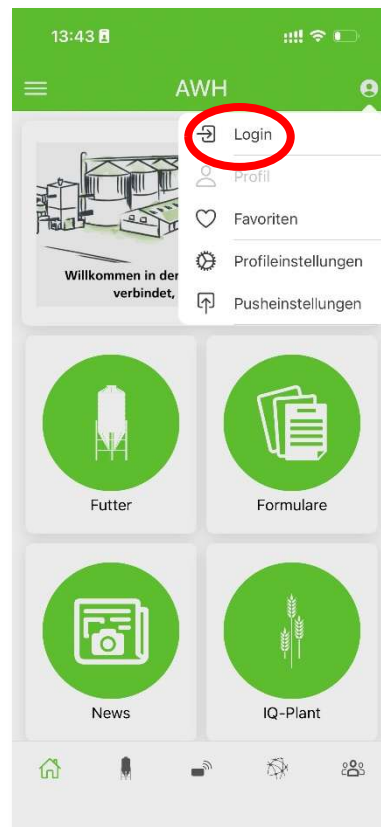 13:43
AWH
Login
Profil
Favoriten
Profileinstellungen
Pusheinstellungen
Willkommen in der
verbindet,
Futter
Formulare
News
IQ-Plant